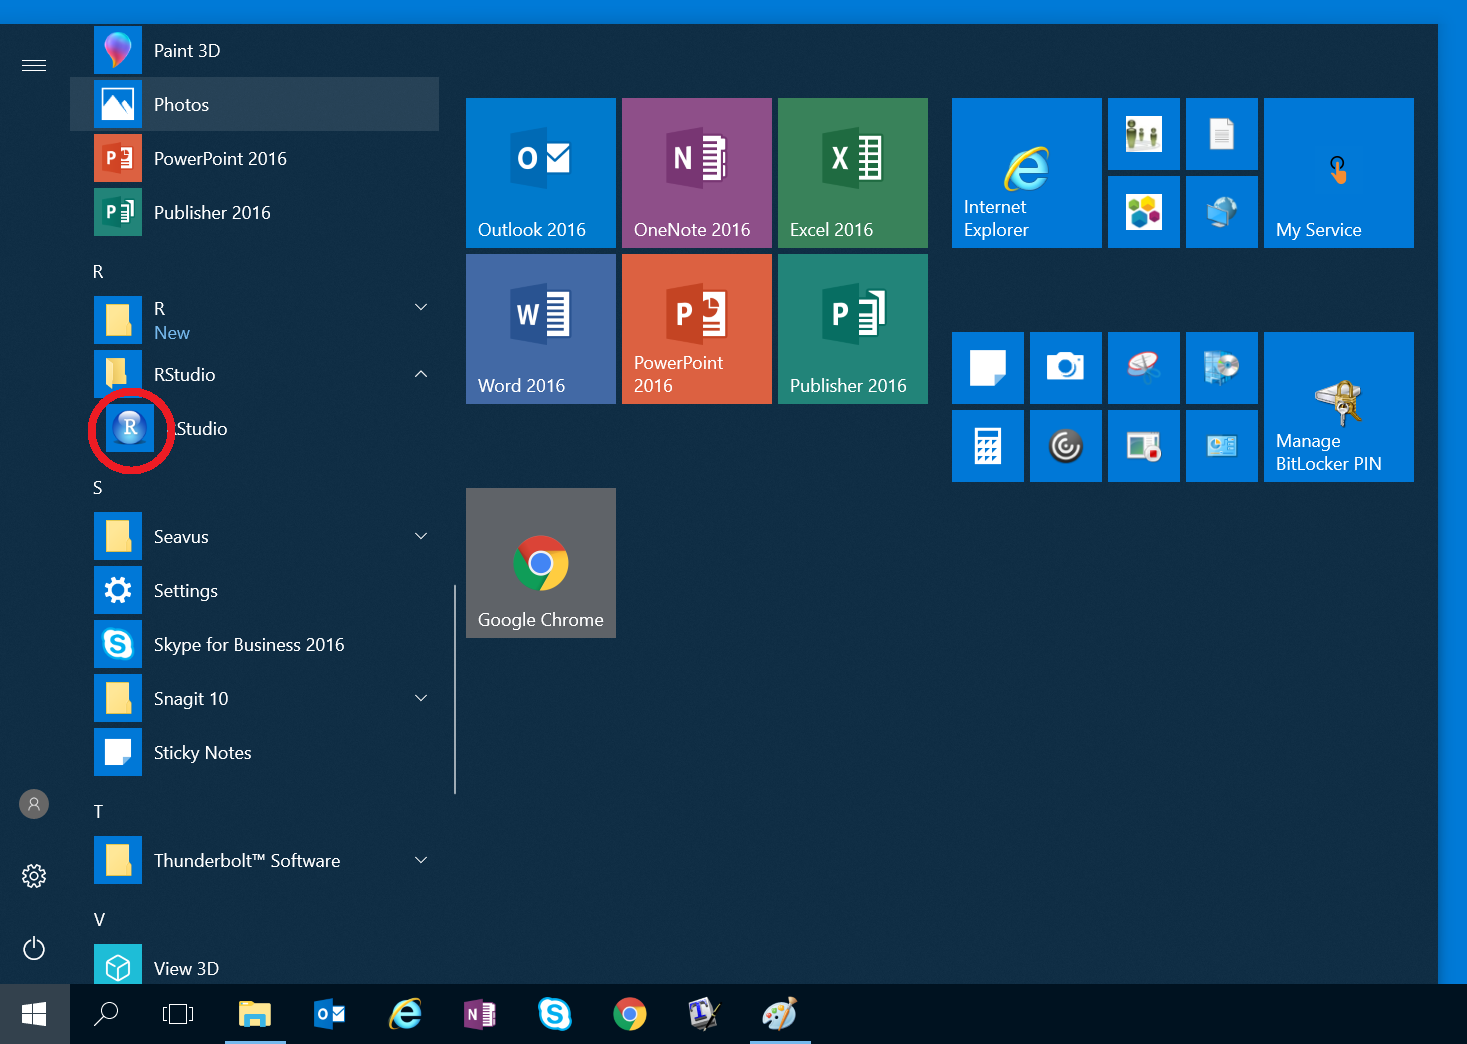 Paint 3D
Photos
PowerPoint 2016
Publisher 2016
R
R
New
RStudio
RStudio
S
Seavus
Settings
Skype for Business 2016
Snagit 10
Sticky Notes
T
Thunderbolt™ Software
V
View 3D
Outlook 2016
OneNote 2016
Excel 2016
Word 2016
PowerPoint
2016
Publisher 2016
Google Chrome
Internet
Explorer
My Service
Manage
BitLocker PIN